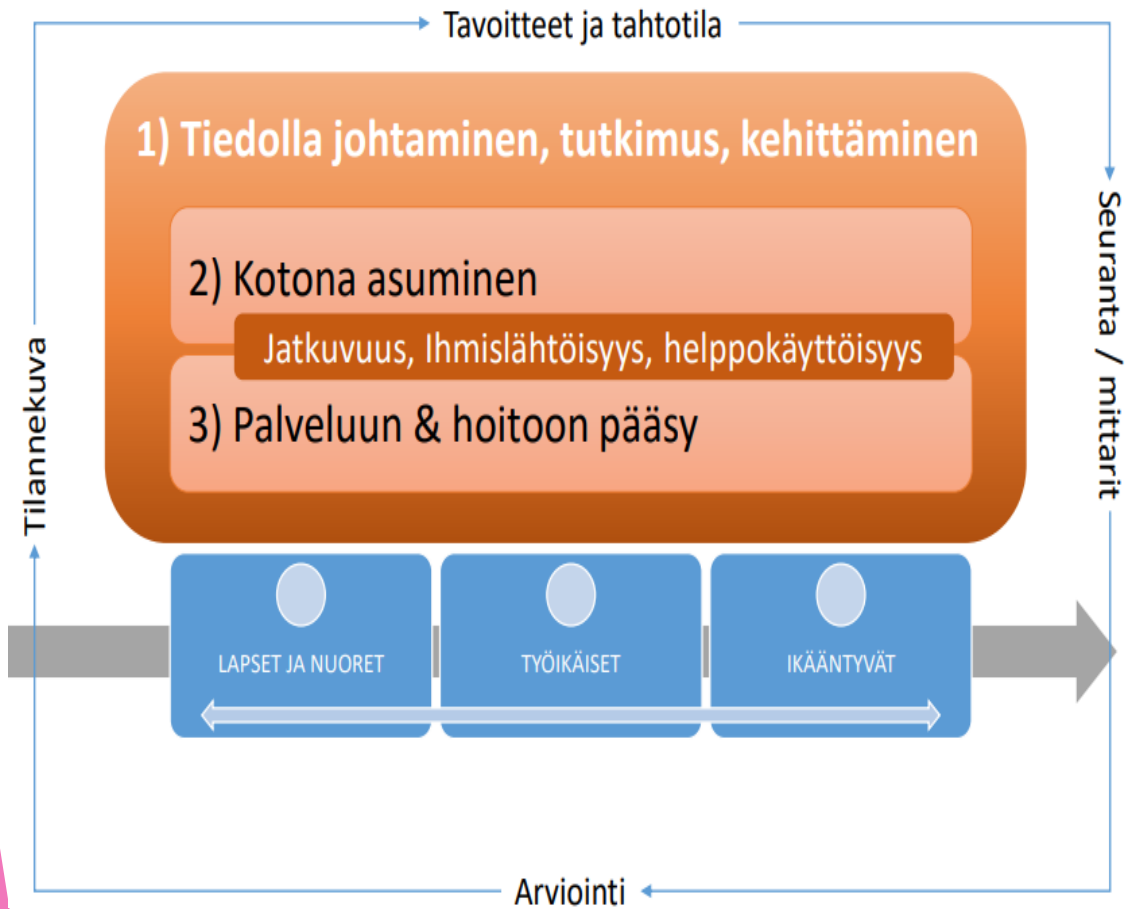 Tavoitteet ja tahtotila
1) Tiedolla johtaminen, tutkimus, kehittäminen
2) Kotona asuminen
Jatkuvuus, Ihmislähtöisyys, helppokäyttöisyys
3) Palveluun & hoitoon pääsy
Tilannekuva
Seuranta / mittarit
LAPSET JA NUORET
TYÖIKÄISET
IKÄÄNTYVÄT
Arviointi